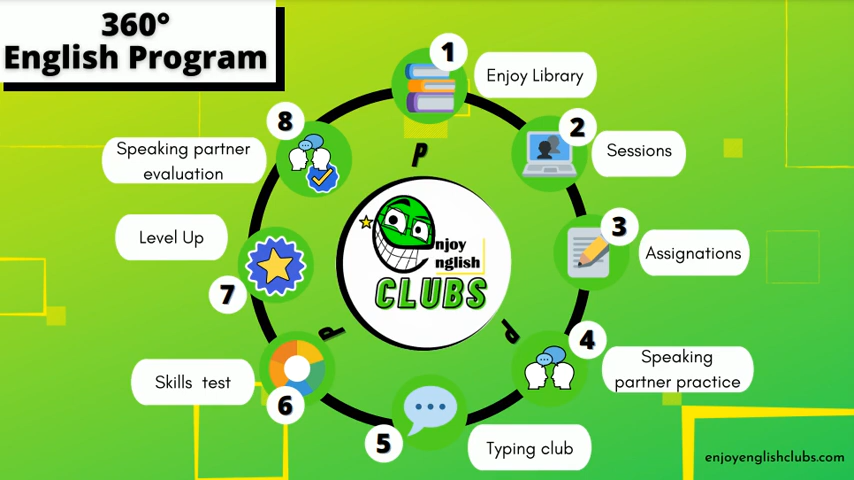 360°
English Program
1
Enjoy Library
2
Sessions
3
Assignations
4
Speaking
partner practice
5
Typing club
6
Skills test
7
Level Up
8
Speaking partner
evaluation
P
P
P
njoy
nglish
CLUBS
enjoyenglishclubs.com